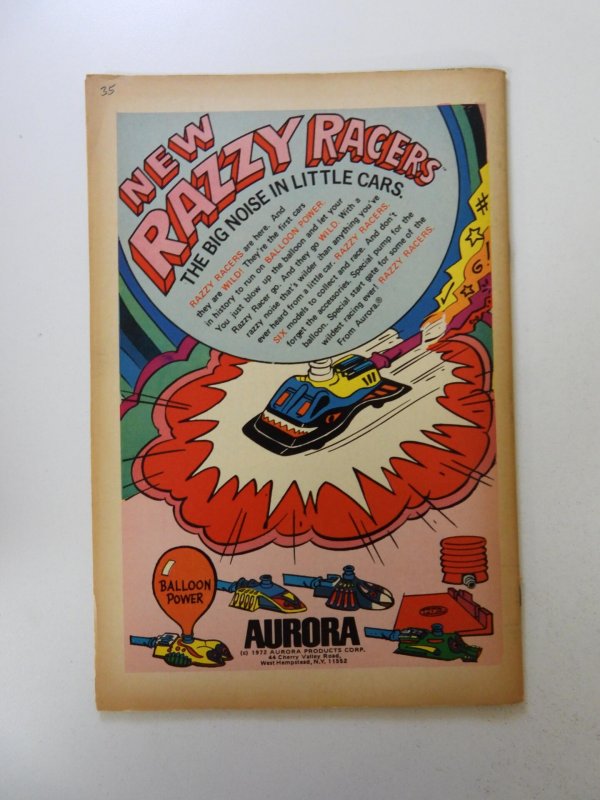 35
NEW
RAZZY RACERS™
THE BIG NOISE IN LITTLE CARS.
RAZZY RACERS are here. And
they are WILD! They're the first cars
in history to run on BALLOON POWER.
You just blow up the balloon and let your
Razzy Racer go. And they go WILD. With a
razzy noise that's wilder than anything you've
ever heard from a little car. RAZZY RACERS.
SIX models to collect and race. And don't
forget the accessories. Special pump for the
balloon. Special start gate for some of the
wildest racing ever! RAZZY RACERS.
From Aurora.®
BALLOON
POWER
AURORA
(c) 1972 AURORA PRODUCTS CORP.
44 Cherry Valley Road,
West Hempstead, N.Y. 11552